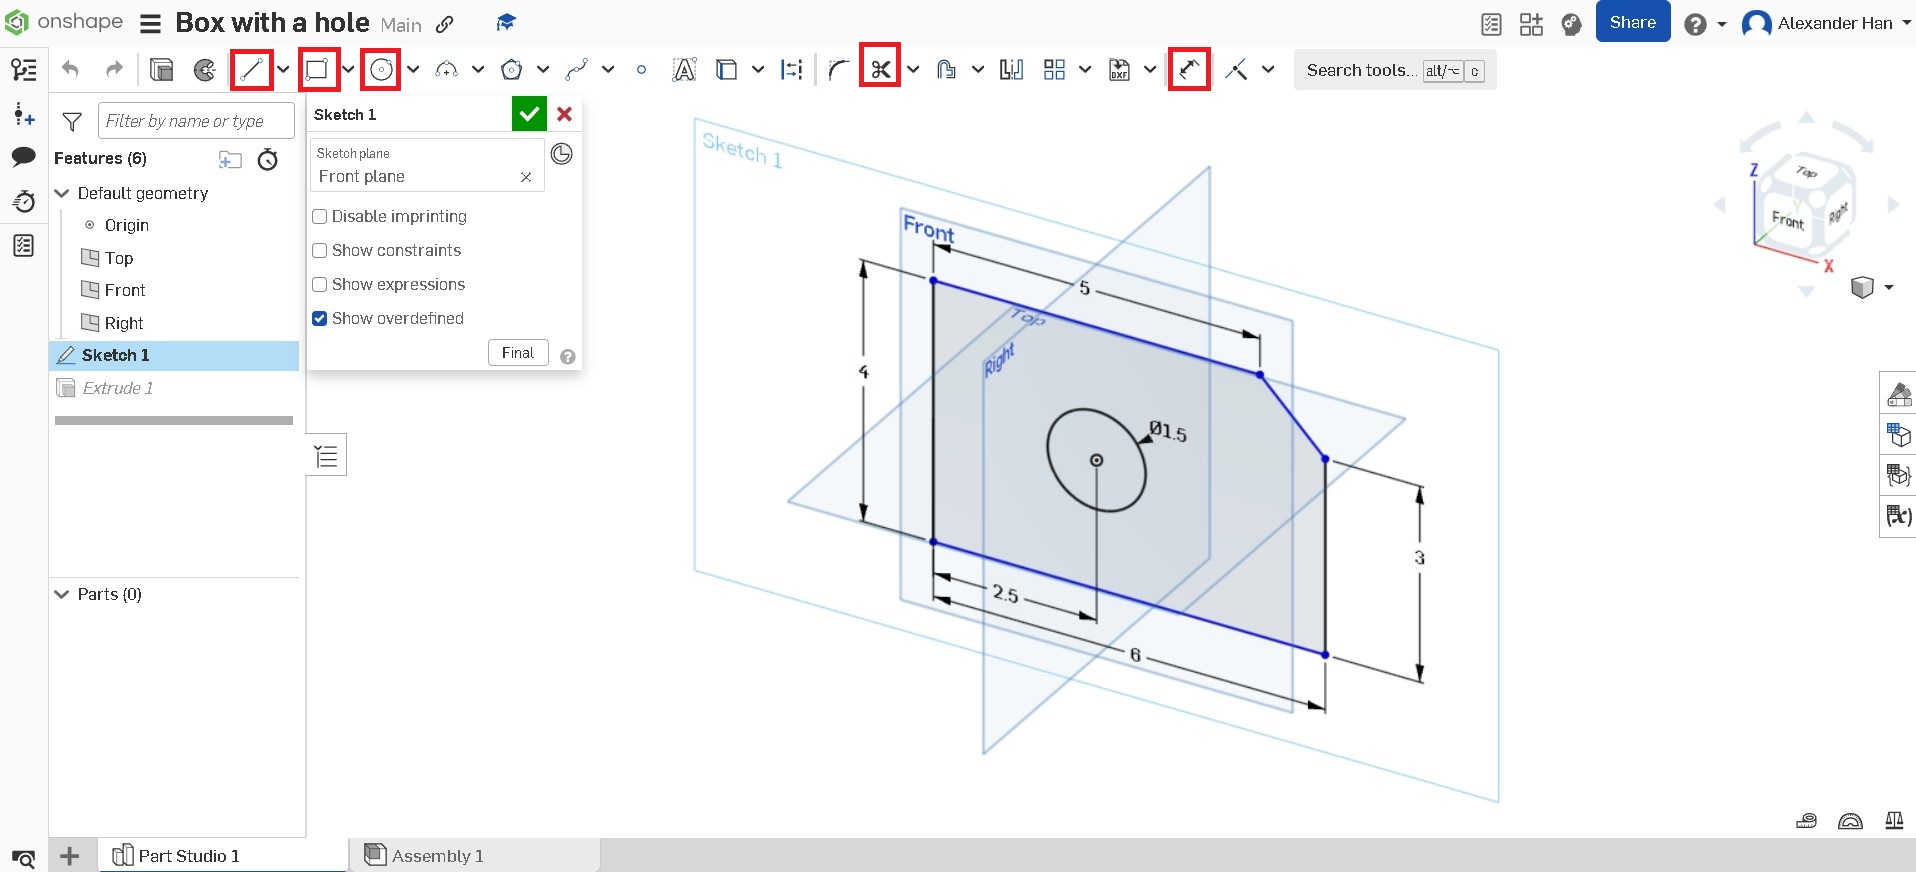 onshape Box with a hole Main Share Alexander Han
Search tools... alt/⌥ c
Filter by name or type
Features (6)
Default geometry
Origin
Top
Front
Right
Sketch 1
Extrude 1
Parts (0)
Sketch 1
Sketch plane
Front plane
Disable imprinting
Show constraints
Show expressions
Show overdefined
Final
Sketch 1
Front
5
Top
Right
4
Ø1.5
3
2.5
6
Top
Z
Y
Front
Right
X
Part Studio 1
Assembly 1